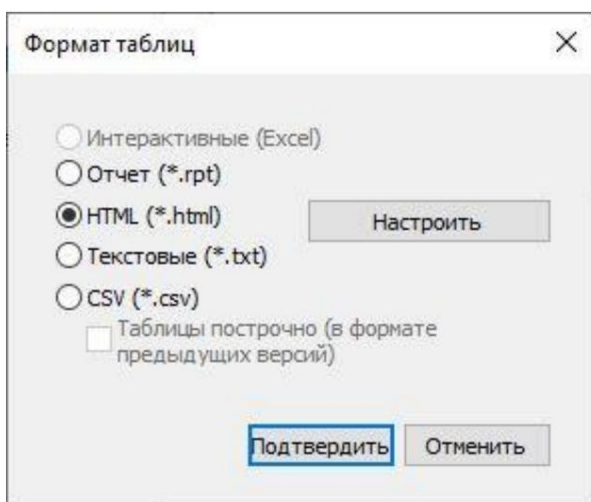 Формат таблиц
Интерактивные (Excel)
Отчет (*.rpt)
HTML (*.html)
Настроить
Текстовые (*.txt)
CSV (*.csv)
Таблицы построчно (в формате
предыдущих версий)
Подтвердить
Отменить